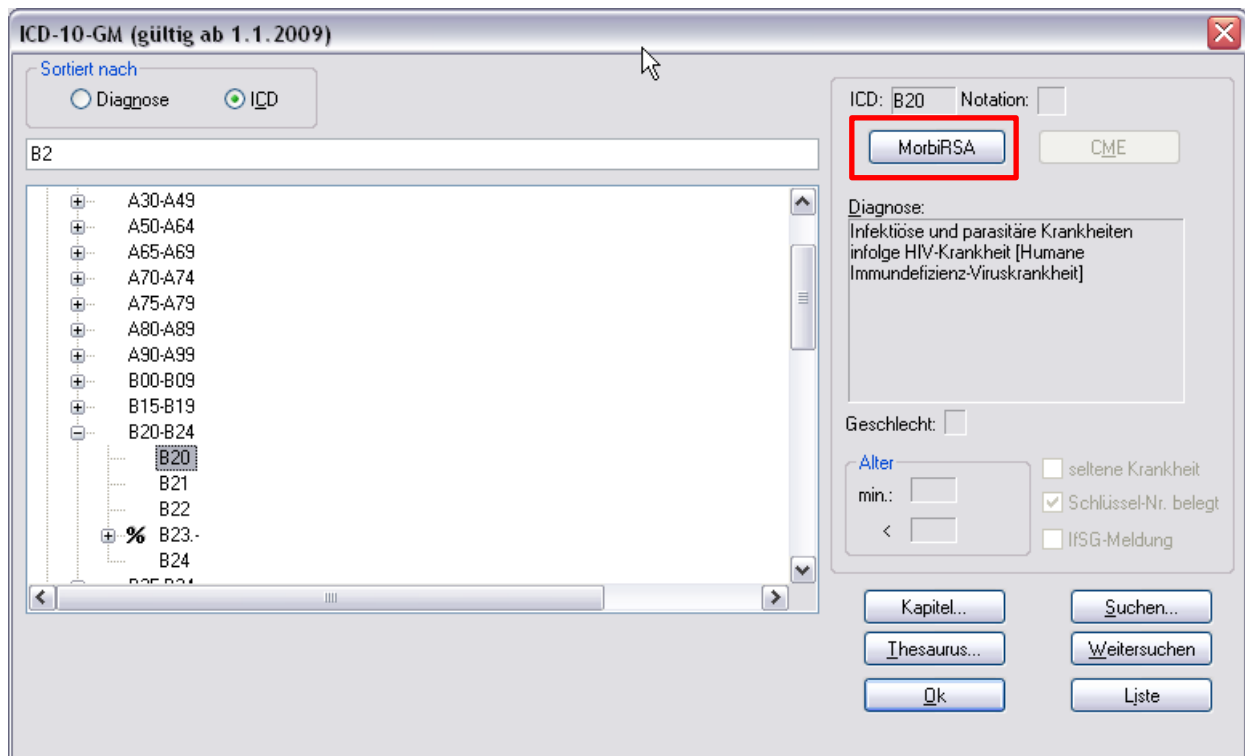 ICD-10-GM (gültig ab 1.1.2009)
Sortiert nach
Diagnose ICD
B2
A30-A49
A50-A64
A65-A69
A70-A74
A75-A79
A80-A89
A90-A99
B00-B09
B15-B19
B20-B24
B20
B21
B22
% B23.-
B24
ICD: B20 Notation:
MorbiRSA CME
Diagnose:
Infektiöse und parasitäre Krankheiten
infolge HIV-Krankheit [Humane
Immundefizienz-Viruskrankheit]
Geschlecht:
Alter
min.:
<
seltene Krankheit
Schlüssel-Nr. belegt
IfSG-Meldung
Kapitel... Suchen...
Thesaurus... Weitersuchen
Ok Liste